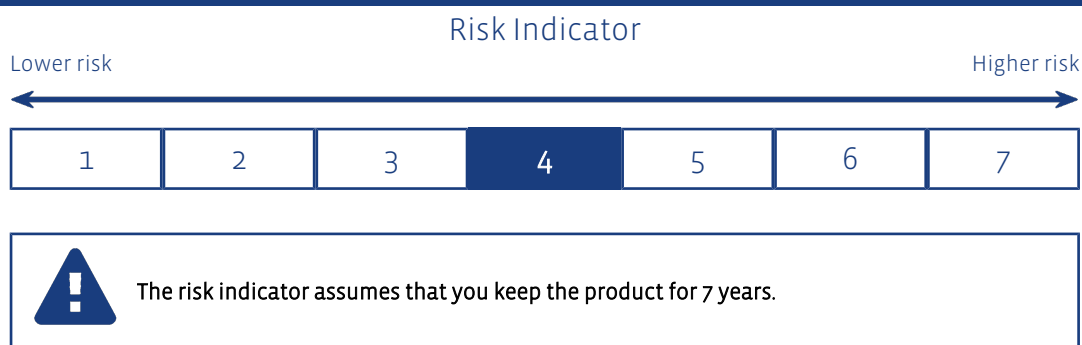 Risk Indicator
Lower risk Higher risk
1 2 3 4 5 6 7
The risk indicator assumes that you keep the product for 7 years.